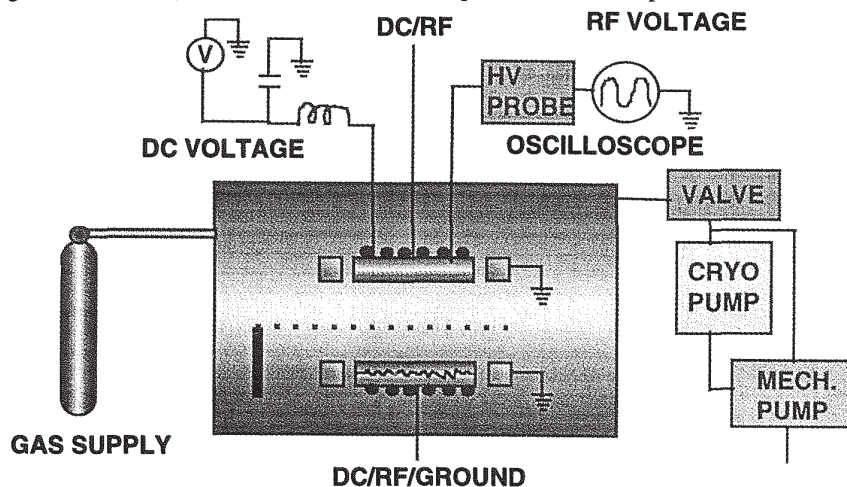 RF VOLTAGE
DC/RF
V
HV
PROBE
DC VOLTAGE
OSCILLOSCOPE
VALVE
CRYO
PUMP
MECH.
PUMP
GAS SUPPLY
DC/RF/GROUND